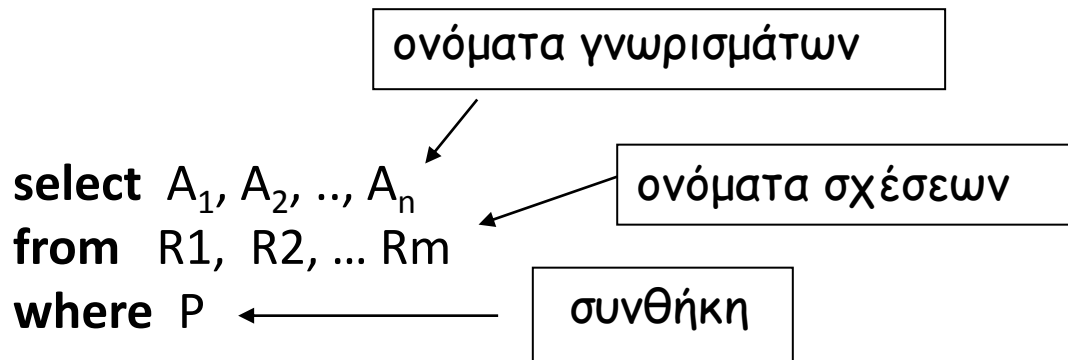 ονόματα γνωρισμάτων
select A₁, A₂, .., Aₙ
ονόματα σχέσεων
from R1, R2, ... Rm
where P
συνθήκη